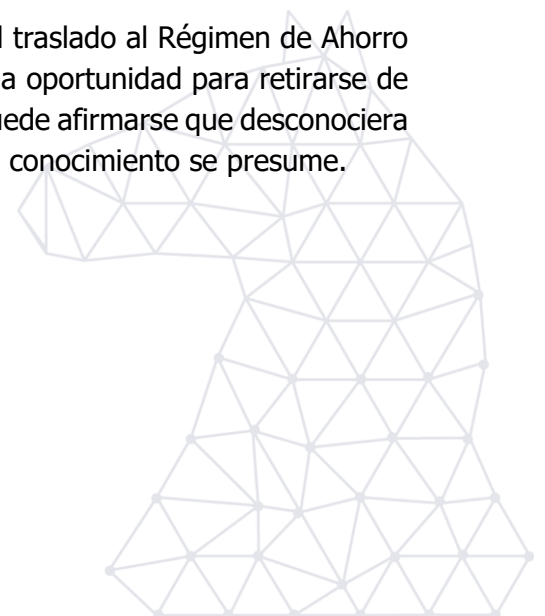 traslado al Régimen de Ahorro
a oportunidad para retirarse de
uede afirmarse que desconociera
conocimiento se presume.